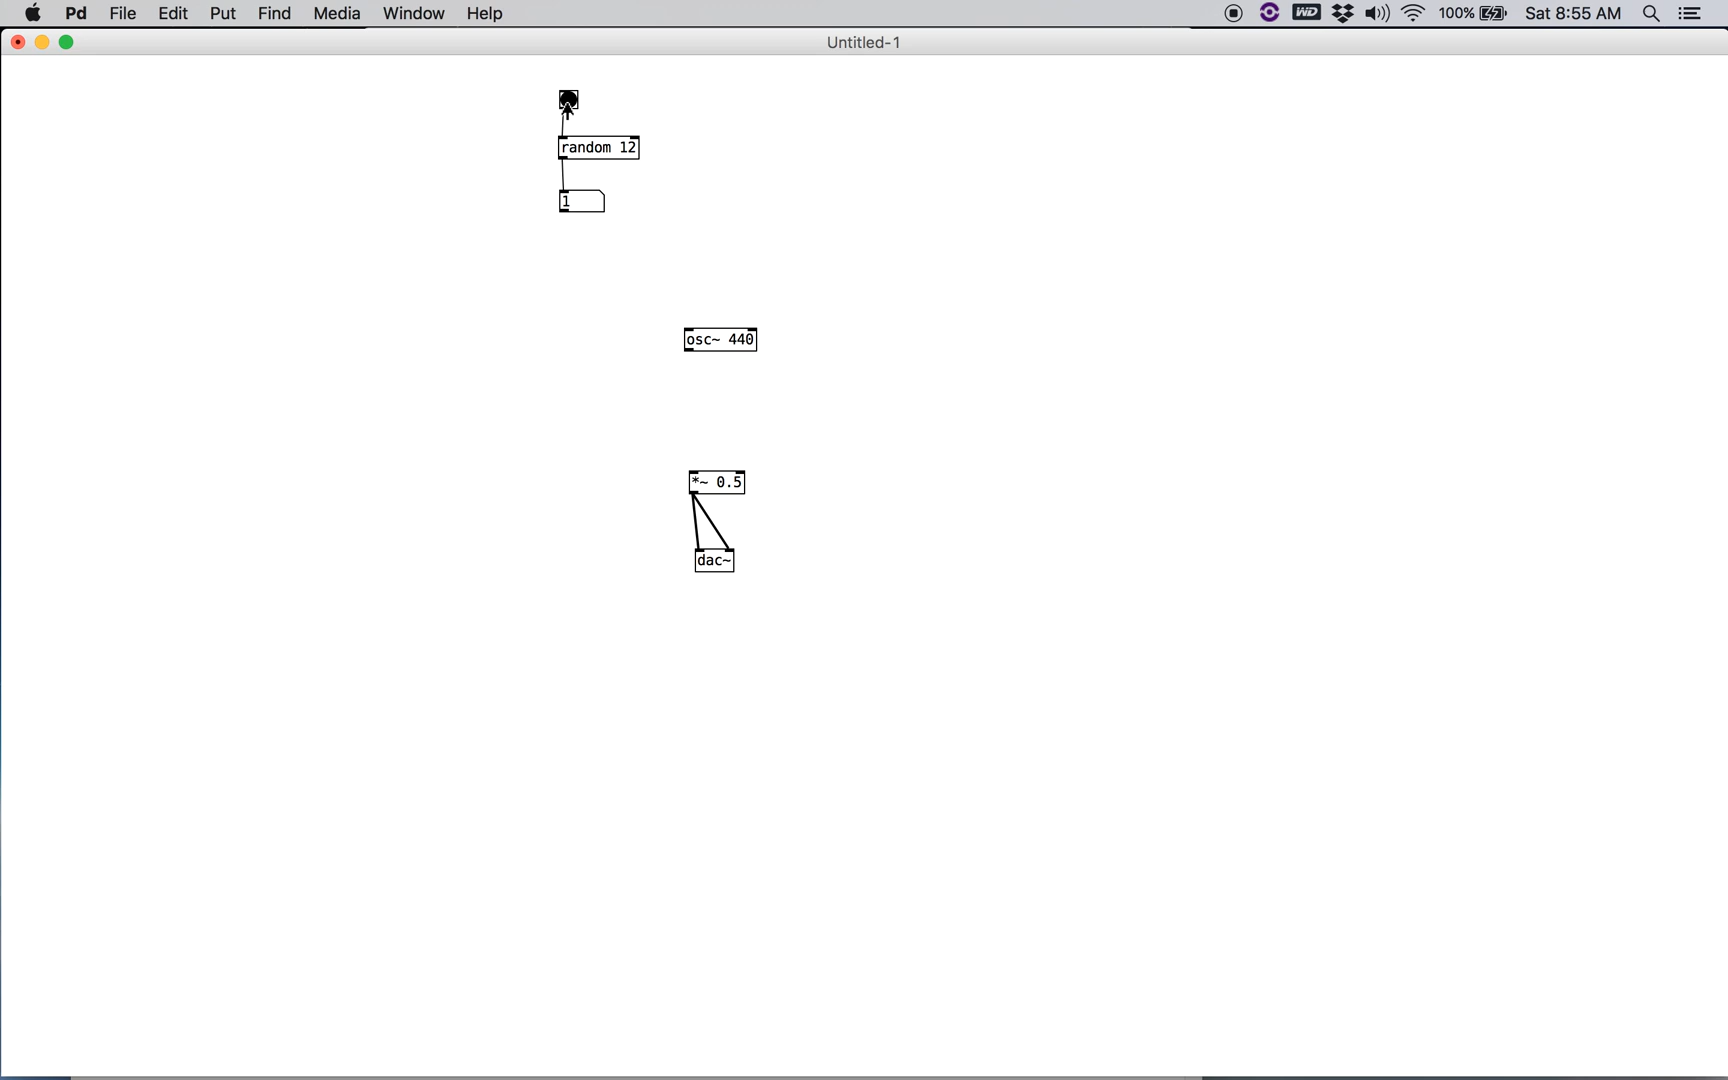 Pd File Edit Put Find Media Window Help WD 100% Sat 8:55 AM
Untitled-1
random 12
1
osc~ 440
*~ 0.5
dac~